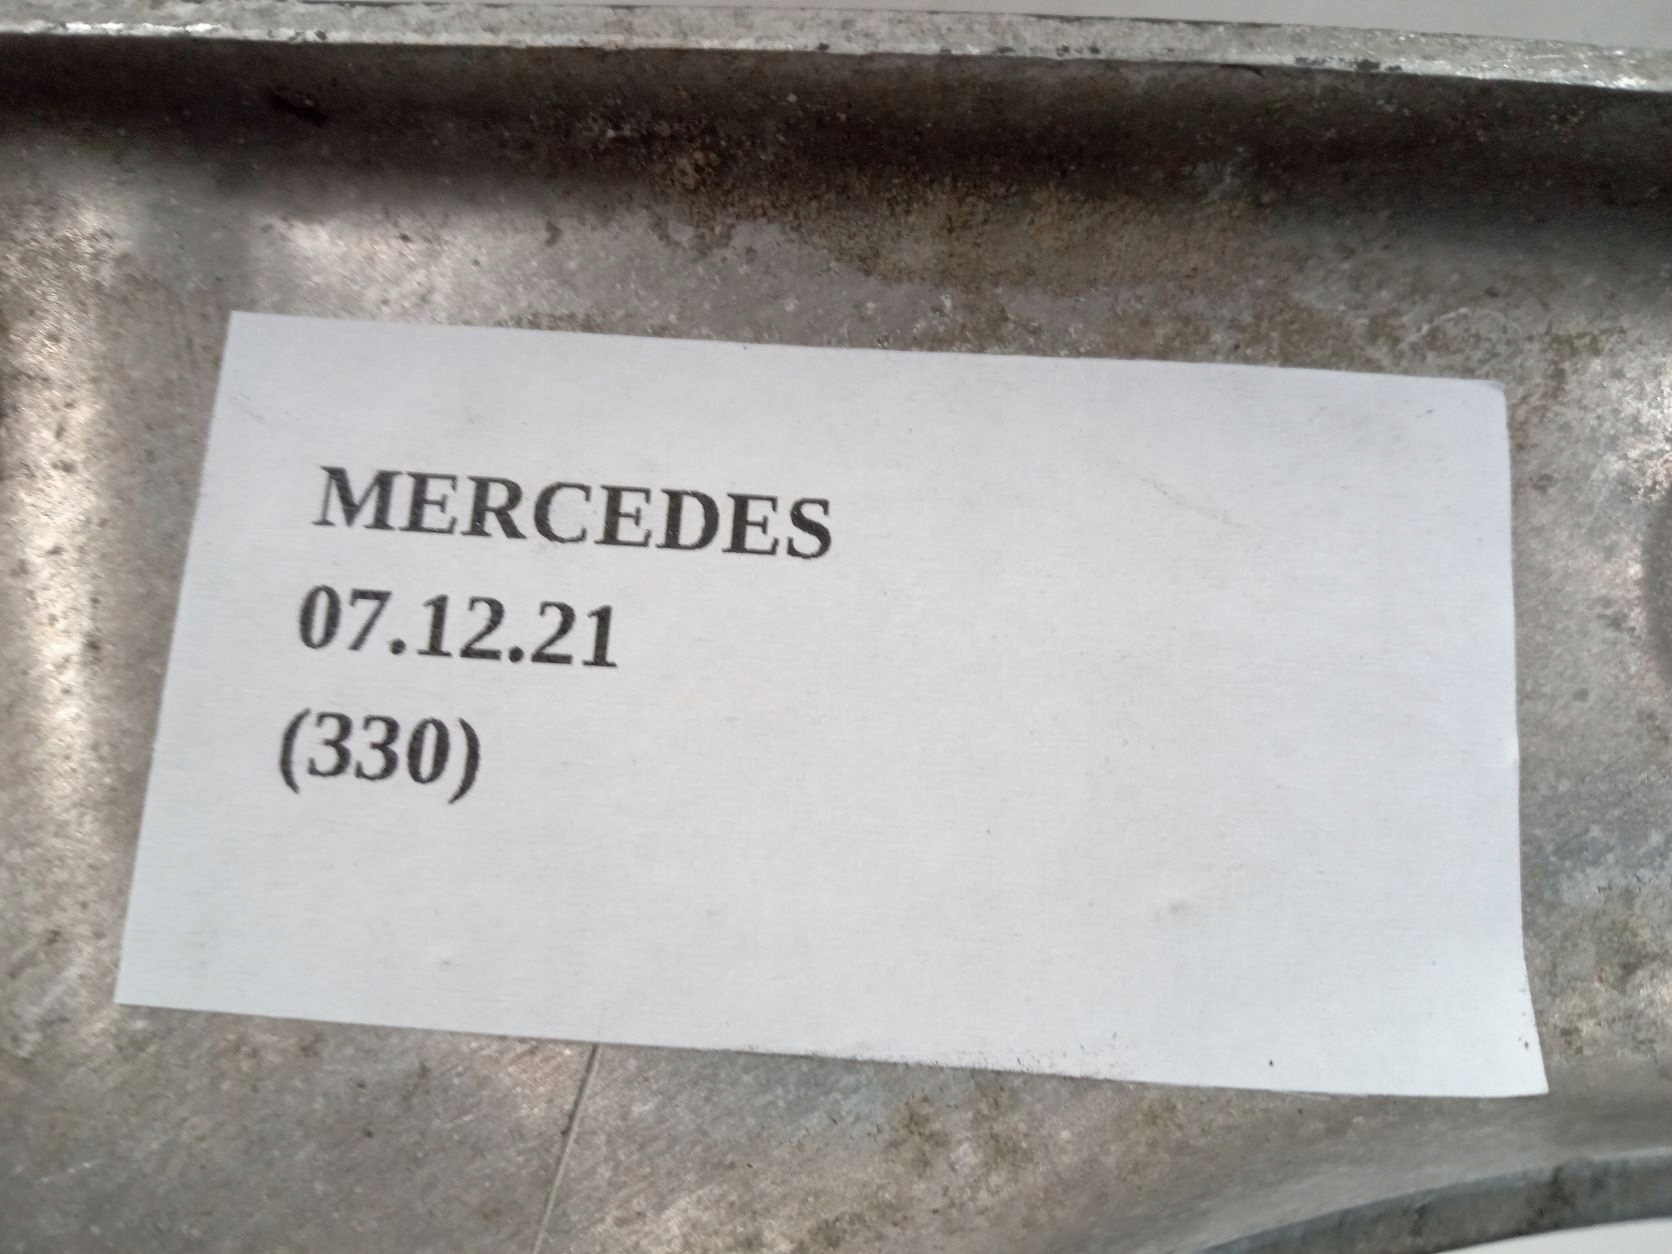 MERCEDES
07.12.21
(330)